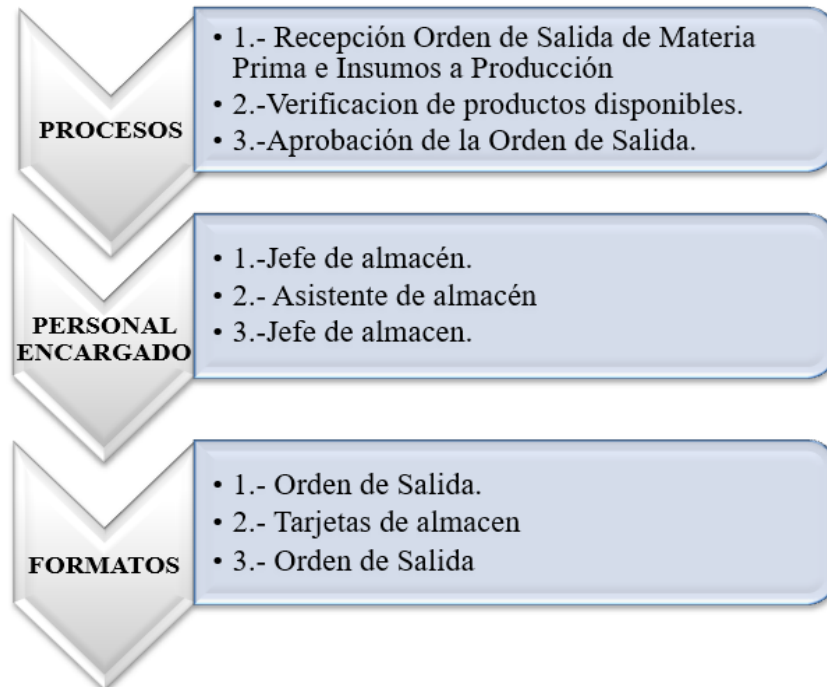 PROCESOS
• 1.- Recepción Orden de Salida de Materia
Prima e Insumos a Producción
• 2.-Verificacion de productos disponibles.
• 3.-Aprobación de la Orden de Salida.
PERSONAL
ENCARGADO
• 1.-Jefe de almacén.
• 2.- Asistente de almacén
• 3.-Jefe de almacen.
FORMATOS
• 1.- Orden de Salida.
• 2.- Tarjetas de almacen
• 3.- Orden de Salida